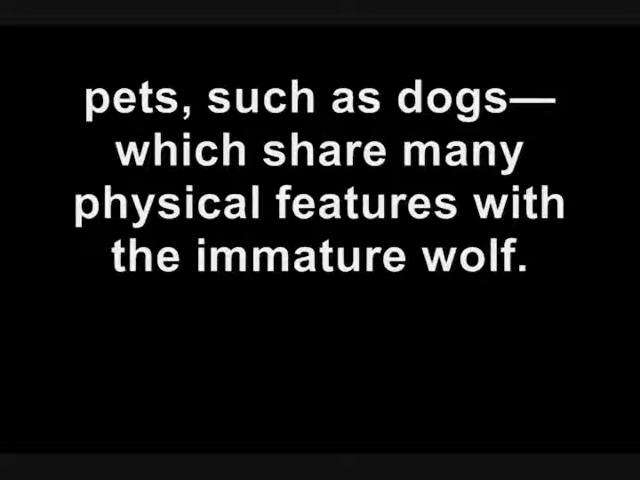 pets, such as dogs—
which share many
physical features with
the immature wolf.